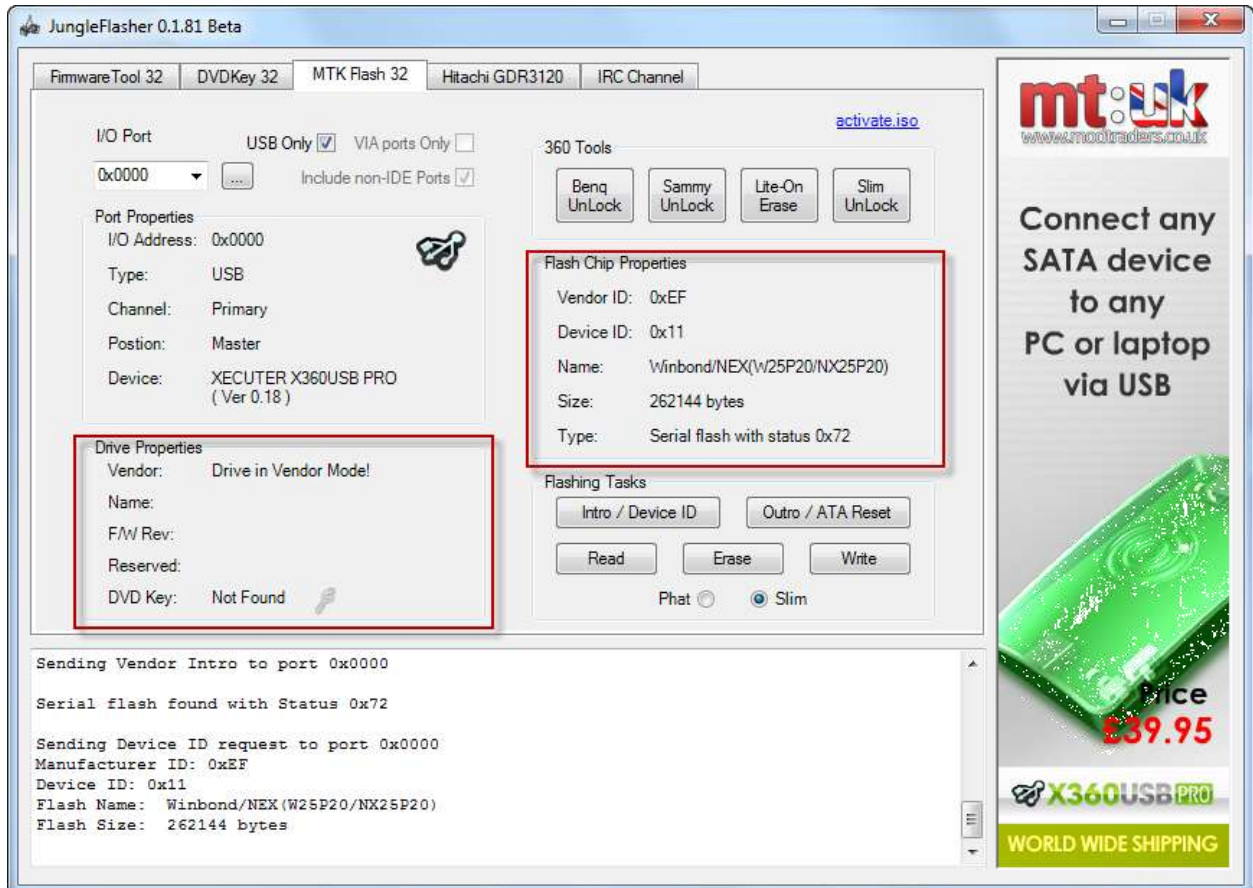 JungleFlasher 0.1.81 Beta
FirmwareTool 32
DVDKey 32
MTK Flash 32
Hitachi GDR3120
IRC Channel
I/O Port
USB Only
VIA ports Only
0x0000
...
Include non-IDE Ports
Port Properties
I/O Address: 0x0000
Type: USB
Channel: Primary
Postion: Master
Device: XECUTER X360USB PRO
( Ver 0.18 )
Drive Properties
Vendor: Drive in Vendor Mode!
Name:
F/W Rev:
Reserved:
DVD Key: Not Found
activate.iso
360 Tools
Benq
UnLock
Sammy
UnLock
Lite-On
Erase
Slim
UnLock
Flash Chip Properties
Vendor ID: 0xEF
Device ID: 0x11
Name: Winbond/NEX(W25P20/NX25P20)
Size: 262144 bytes
Type: Serial flash with status 0x72
Flashing Tasks
Intro / Device ID
Outro / ATA Reset
Read
Erase
Write
Phat
Slim
Sending Vendor Intro to port 0x0000
Serial flash found with Status 0x72
Sending Device ID request to port 0x0000
Manufacturer ID: 0xEF
Device ID: 0x11
Flash Name: Winbond/NEX(W25P20/NX25P20)
Flash Size: 262144 bytes
mt:uk
www.modtraders.co.uk
Connect any
SATA device
to any
PC or laptop
via USB
Price
£39.95
X360USB PRO
WORLD WIDE SHIPPING